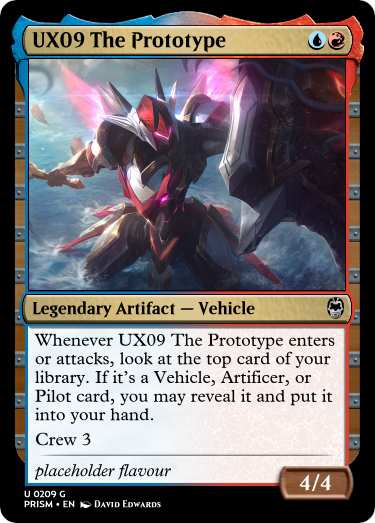 UX09 The Prototype
Legendary Artifact — Vehicle
Whenever UX09 The Prototype enters
or attacks, look at the top card of your
library. If it's a Vehicle, Artificer, or
Pilot card, you may reveal it and put it
into your hand.
Crew 3
placeholder flavour
4/4
U 0209 G
PRISM • EN David Edwards